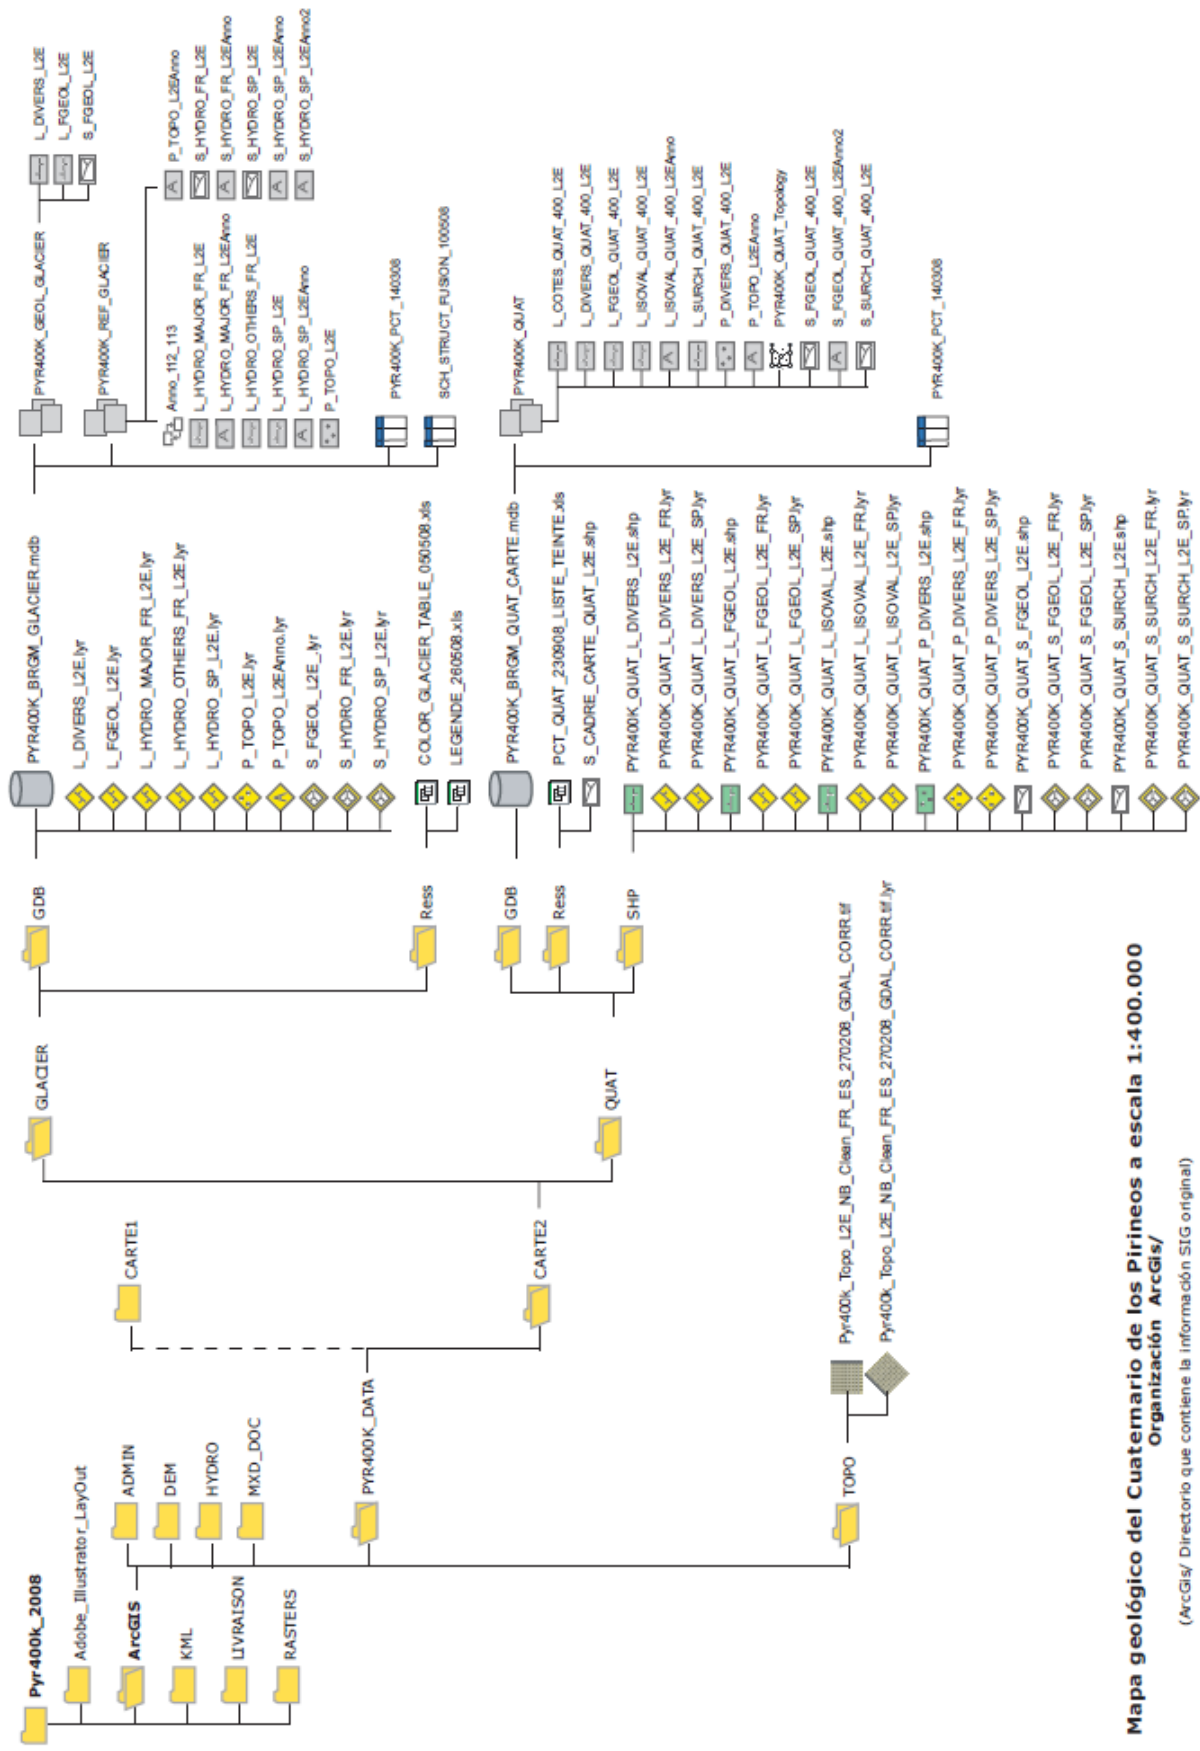 Pyr400k_2008
Adobe_Illustrator_LayOut
ArcGIS
KML
LIVRAISON
RASTERS
ADMIN
DEM
HYDRO
MXD_DOC
PYR400K_DATA
TOPO
CARTE1
CARTE2
Pyr400k_Topo_L2E_NB_Clean_FR_ES_270208_GDAL_CORR.tif
Pyr400k_Topo_L2E_NB_Clean_FR_ES_270208_GDAL_CORR.tif.lyr
GLACIER
QUAT
GDB
Ress
GDB
Ress
SHP
PYR400K_BRGM_GLACIER.mdb
L_DIVERS_L2E.lyr
L_FGEOL_L2E.lyr
L_HYDRO_MAJOR_FR_L2E.lyr
L_HYDRO_OTHERS_FR_L2E.lyr
L_HYDRO_SP_L2E.lyr
P_TOPO_L2E.lyr
P_TOPO_L2EAnno.lyr
S_FGEOL_L2E_.lyr
S_HYDRO_FR_L2E.lyr
S_HYDRO_SP_L2E.lyr
COLOR_GLACIER_TABLE_050508.xls
LEGENDE_260508.xls
PYR400K_BRGM_QUAT_CARTE.mdb
PCT_QUAT_230908_LISTE_TEINTE.xls
S_CADRE_CARTE_QUAT_L2E.shp
PYR400K_QUAT_L_DIVERS_L2E.shp
PYR400K_QUAT_L_DIVERS_L2E_FR.lyr
PYR400K_QUAT_L_DIVERS_L2E_SP.lyr
PYR400K_QUAT_L_FGEOL_L2E.shp
PYR400K_QUAT_L_FGEOL_L2E_FR.lyr
PYR400K_QUAT_L_FGEOL_L2E_SP.lyr
PYR400K_QUAT_L_ISOVAL_L2E.shp
PYR400K_QUAT_L_ISOVAL_L2E_FR.lyr
PYR400K_QUAT_L_ISOVAL_L2E_SP.lyr
PYR400K_QUAT_P_DIVERS_L2E.shp
PYR400K_QUAT_P_DIVERS_L2E_FR.lyr
PYR400K_QUAT_P_DIVERS_L2E_SP.lyr
PYR400K_QUAT_S_FGEOL_L2E.shp
PYR400K_QUAT_S_FGEOL_L2E_FR.lyr
PYR400K_QUAT_S_FGEOL_L2E_SP.lyr
PYR400K_QUAT_S_SURCH_L2E.shp
PYR400K_QUAT_S_SURCH_L2E_FR.lyr
PYR400K_QUAT_S_SURCH_L2E_SP.lyr
PYR400K_GEOL_GLACIER
L_DIVERS_L2E
L_FGEOL_L2E
S_FGEOL_L2E
PYR400K_REF_GLACIER
Anno_112_113
L_HYDRO_MAJOR_FR_L2E
L_HYDRO_MAJOR_FR_L2EAnno
L_HYDRO_OTHERS_FR_L2E
L_HYDRO_SP_L2E
L_HYDRO_SP_L2EAnno
P_TOPO_L2E
P_TOPO_L2EAnno
S_HYDRO_FR_L2E
S_HYDRO_FR_L2EAnno
S_HYDRO_SP_L2E
S_HYDRO_SP_L2EAnno
S_HYDRO_SP_L2EAnno2
PYR400K_PCT_140308
SCH_STRUCT_FUSION_100508
PYR400K_QUAT
L_COTES_QUAT_400_L2E
L_DIVERS_QUAT_400_L2E
L_FGEOL_QUAT_400_L2E
L_ISOVAL_QUAT_400_L2E
L_ISOVAL_QUAT_400_L2EAnno
L_SURCH_QUAT_400_L2E
P_DIVERS_QUAT_400_L2E
P_TOPO_L2EAnno
PYR400K_QUAT_Topology
S_FGEOL_QUAT_400_L2E
S_FGEOL_QUAT_400_L2EAnno2
S_SURCH_QUAT_400_L2E
PYR400K_PCT_140308
Mapa geológico del Cuaternario de los Pirineos a escala 1:400.000
Organización ArcGis/
(ArcGis/ Directorio que contiene la información SIG original)